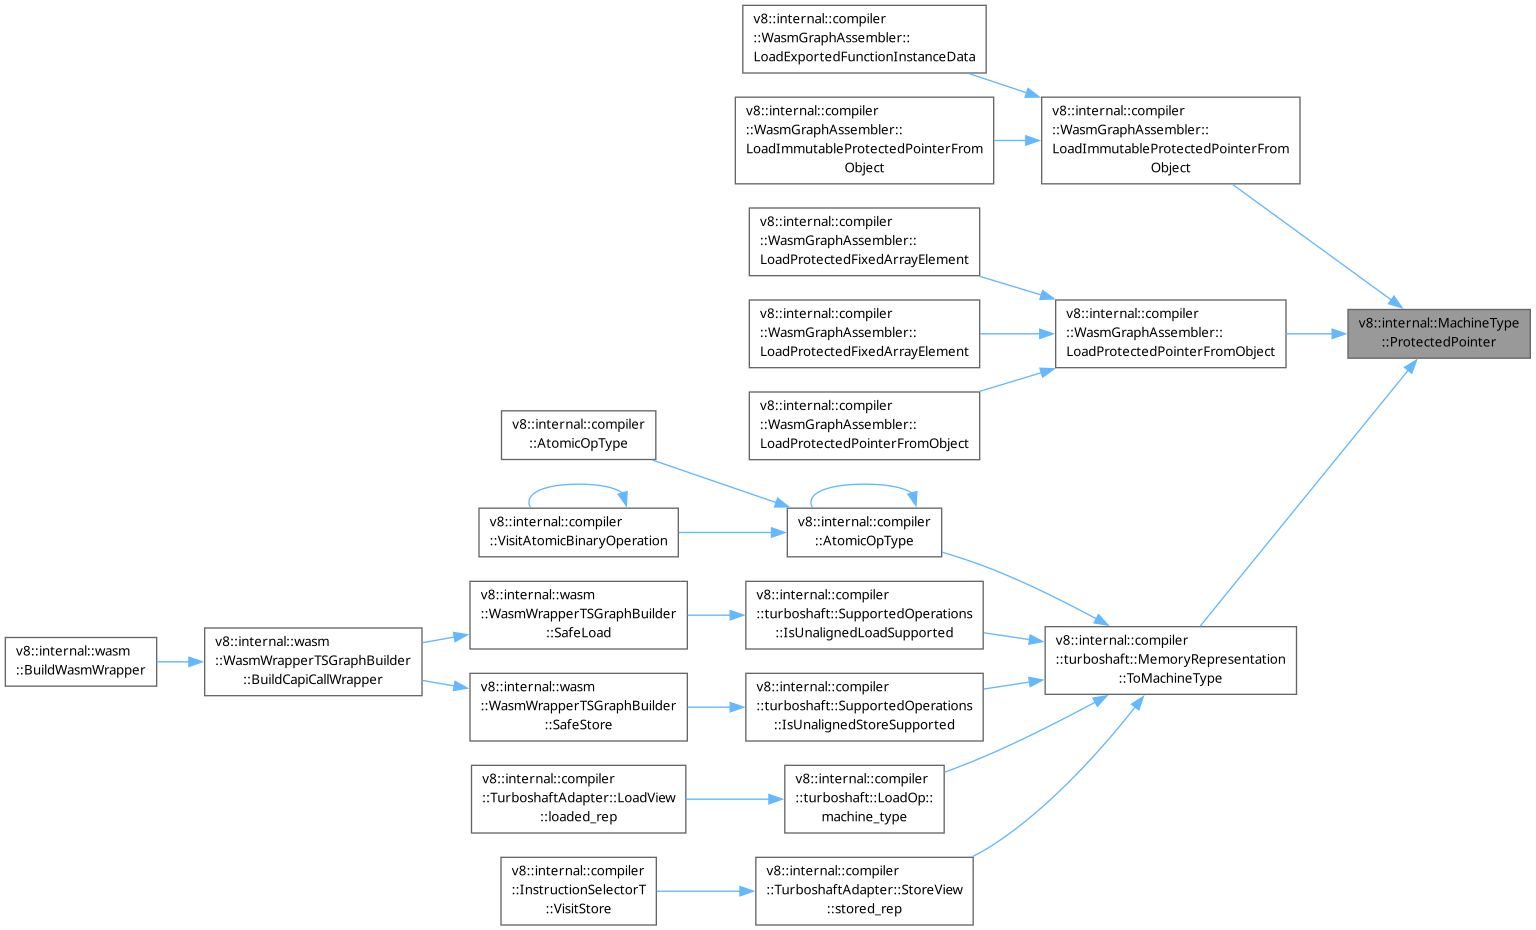 v8::internal::compiler
::WasmGraphAssembler::
LoadExportedFunctionInstanceData
v8::internal::compiler
::WasmGraphAssembler::
LoadImmutableProtectedPointerFrom
Object
v8::internal::compiler
::WasmGraphAssembler::
LoadImmutableProtectedPointerFrom
Object
v8::internal::compiler
::WasmGraphAssembler::
LoadProtectedFixedArrayElement
v8::internal::compiler
::WasmGraphAssembler::
LoadProtectedFixedArrayElement
v8::internal::compiler
::WasmGraphAssembler::
LoadProtectedPointerFromObject
v8::internal::MachineType
::ProtectedPointer
v8::internal::compiler
::WasmGraphAssembler::
LoadProtectedPointerFromObject
v8::internal::compiler
::AtomicOpType
v8::internal::compiler
::VisitAtomicBinaryOperation
v8::internal::compiler
::AtomicOpType
v8::internal::wasm
::WasmWrapperTSGraphBuilder
::SafeLoad
v8::internal::compiler
::turboshaft::SupportedOperations
::IsUnalignedLoadSupported
v8::internal::wasm
::BuildWasmWrapper
v8::internal::wasm
::WasmWrapperTSGraphBuilder
::BuildCapiCallWrapper
v8::internal::compiler
::turboshaft::MemoryRepresentation
::ToMachineType
v8::internal::wasm
::WasmWrapperTSGraphBuilder
::SafeStore
v8::internal::compiler
::turboshaft::SupportedOperations
::IsUnalignedStoreSupported
v8::internal::compiler
::TurboshaftAdapter::LoadView
::loaded_rep
v8::internal::compiler
::turboshaft::LoadOp::
machine_type
v8::internal::compiler
::InstructionSelectorT
::VisitStore
v8::internal::compiler
::TurboshaftAdapter::StoreView
::stored_rep